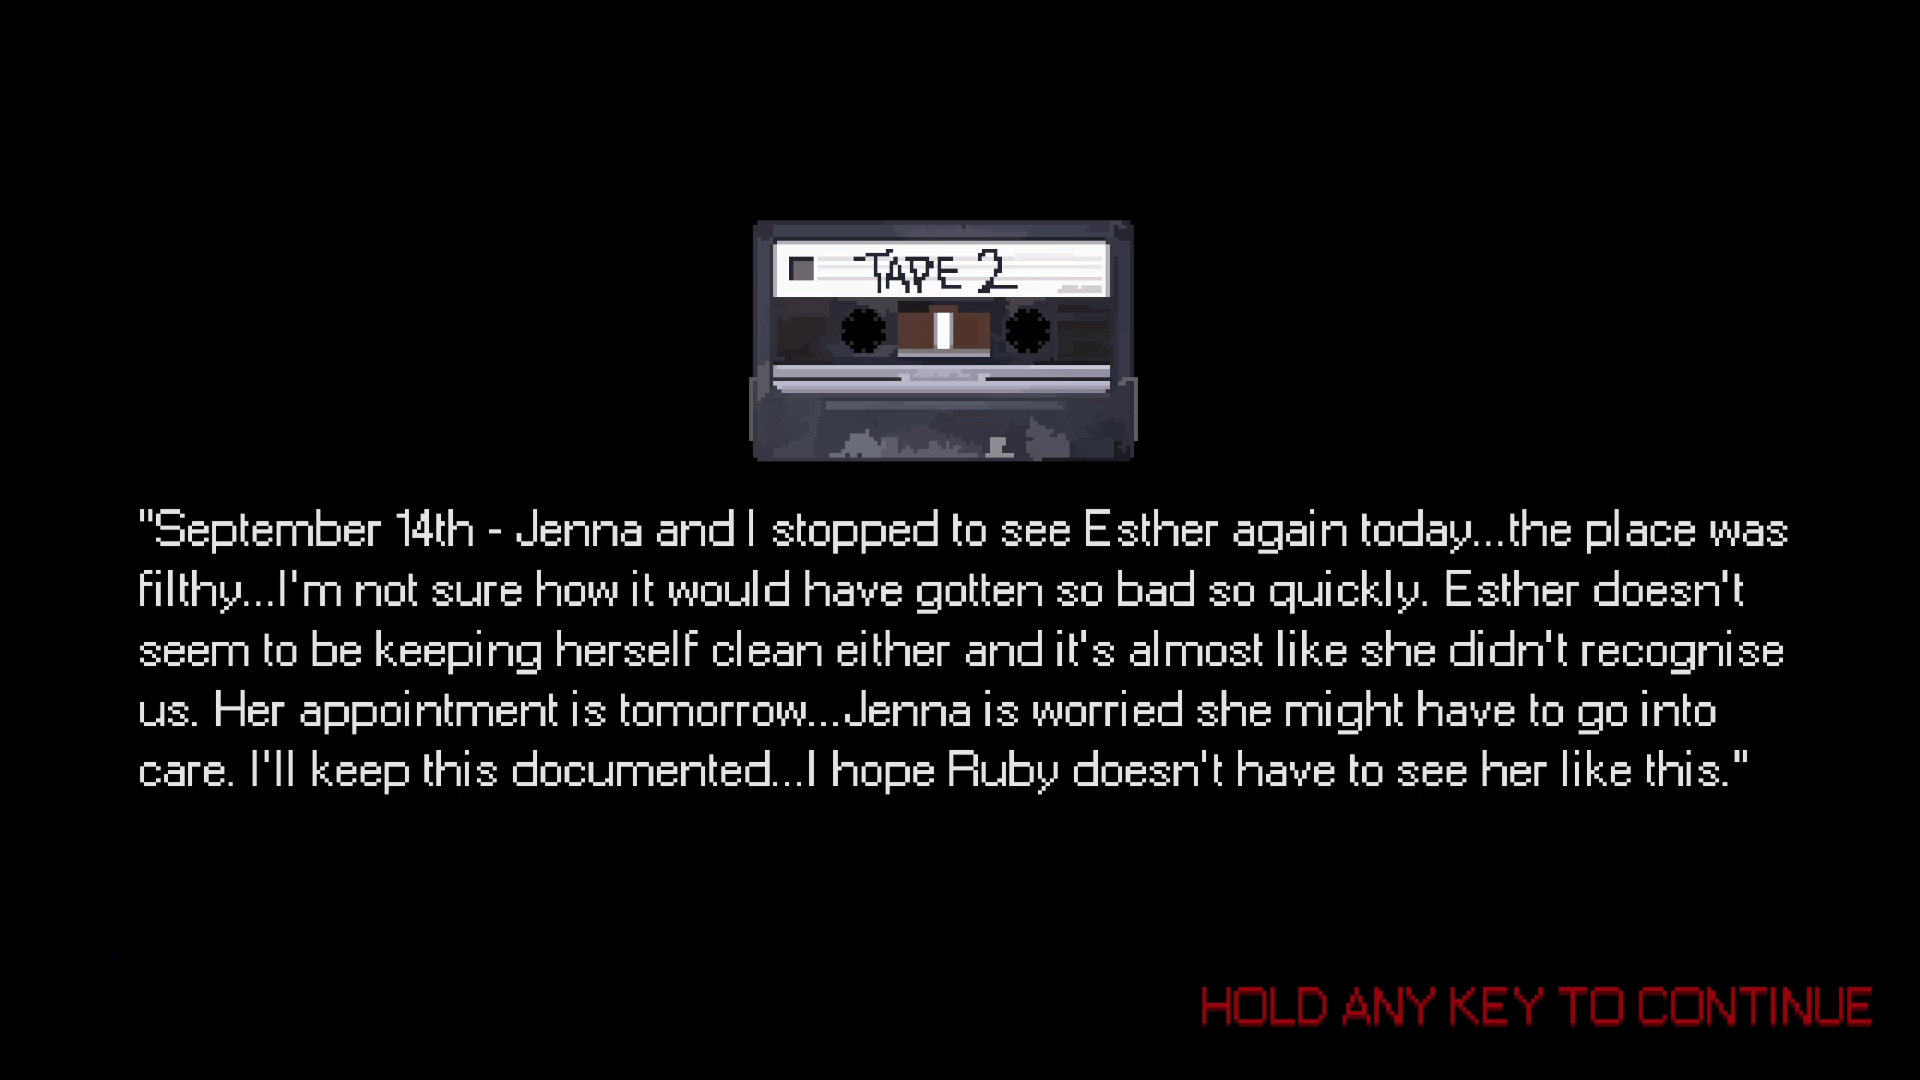 TAPE 2
"September 14th - Jenna and I stopped to see Esther again today...the place was
filthy...I'm not sure how it would have gotten so bad so quickly. Esther doesn't
seem to be keeping herself clean either and it's almost like she didn't recognise
us. Her appointment is tomorrow...Jenna is worried she might have to go into
care. I'll keep this documented...I hope Ruby doesn't have to see her like this."
HOLD ANY KEY TO CONTINUE